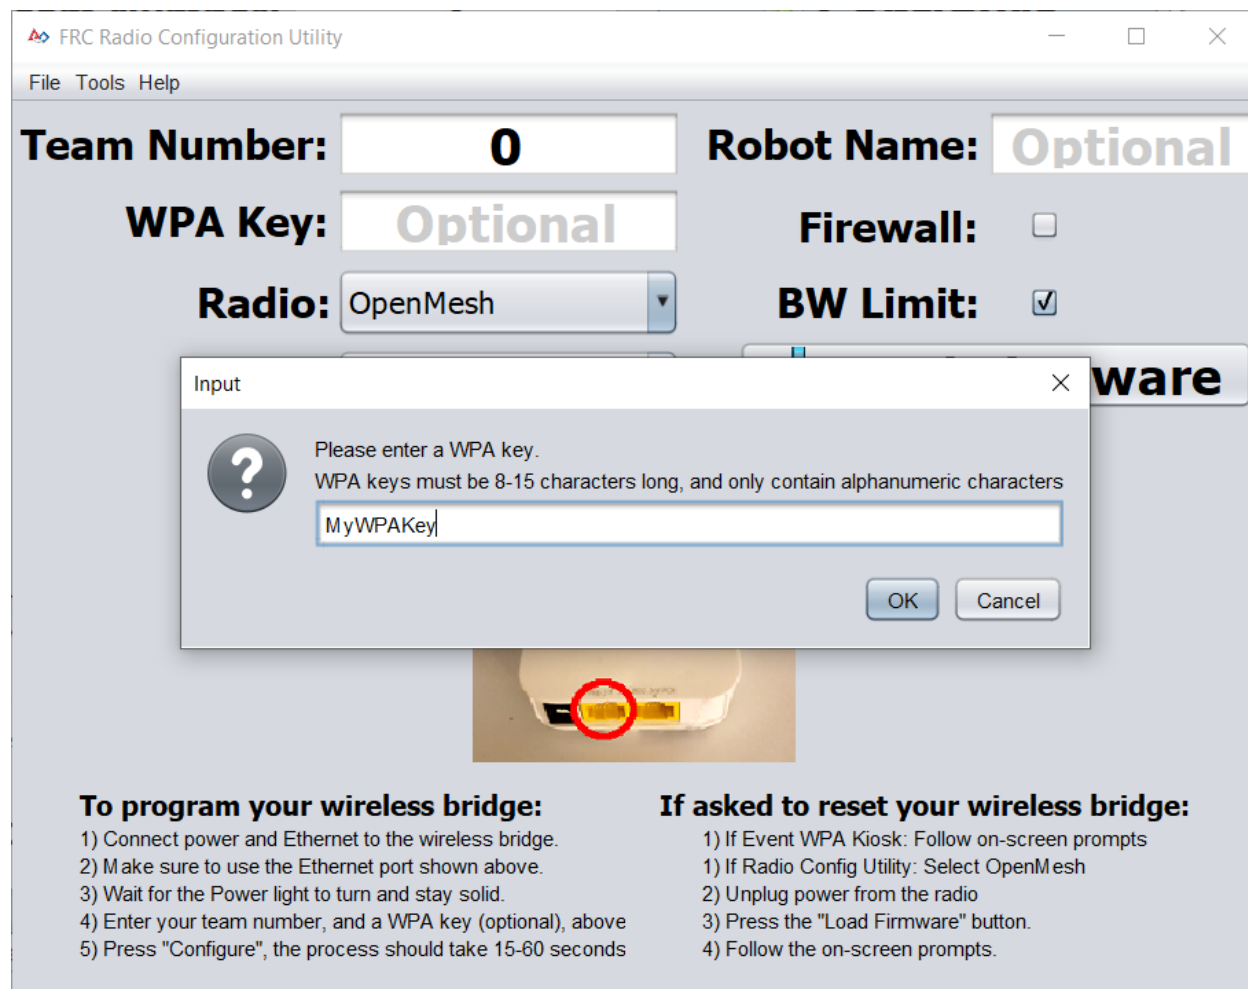 FRC Radio Configuration Utility
File Tools Help
Team Number: 0
Robot Name: Optional
WPA Key: Optional
Firewall:
Radio: OpenMesh
BW Limit:
ware
Input
Please enter a WPA key.
WPA keys must be 8-15 characters long, and only contain alphanumeric characters
MyWPAKey
OK Cancel
To program your wireless bridge:
1) Connect power and Ethernet to the wireless bridge.
2) Make sure to use the Ethernet port shown above.
3) Wait for the Power light to turn and stay solid.
4) Enter your team number, and a WPA key (optional), above
5) Press "Configure", the process should take 15-60 seconds
If asked to reset your wireless bridge:
1) If Event WPA Kiosk: Follow on-screen prompts
1) If Radio Config Utility: Select OpenMesh
2) Unplug power from the radio
3) Press the "Load Firmware" button.
4) Follow the on-screen prompts.